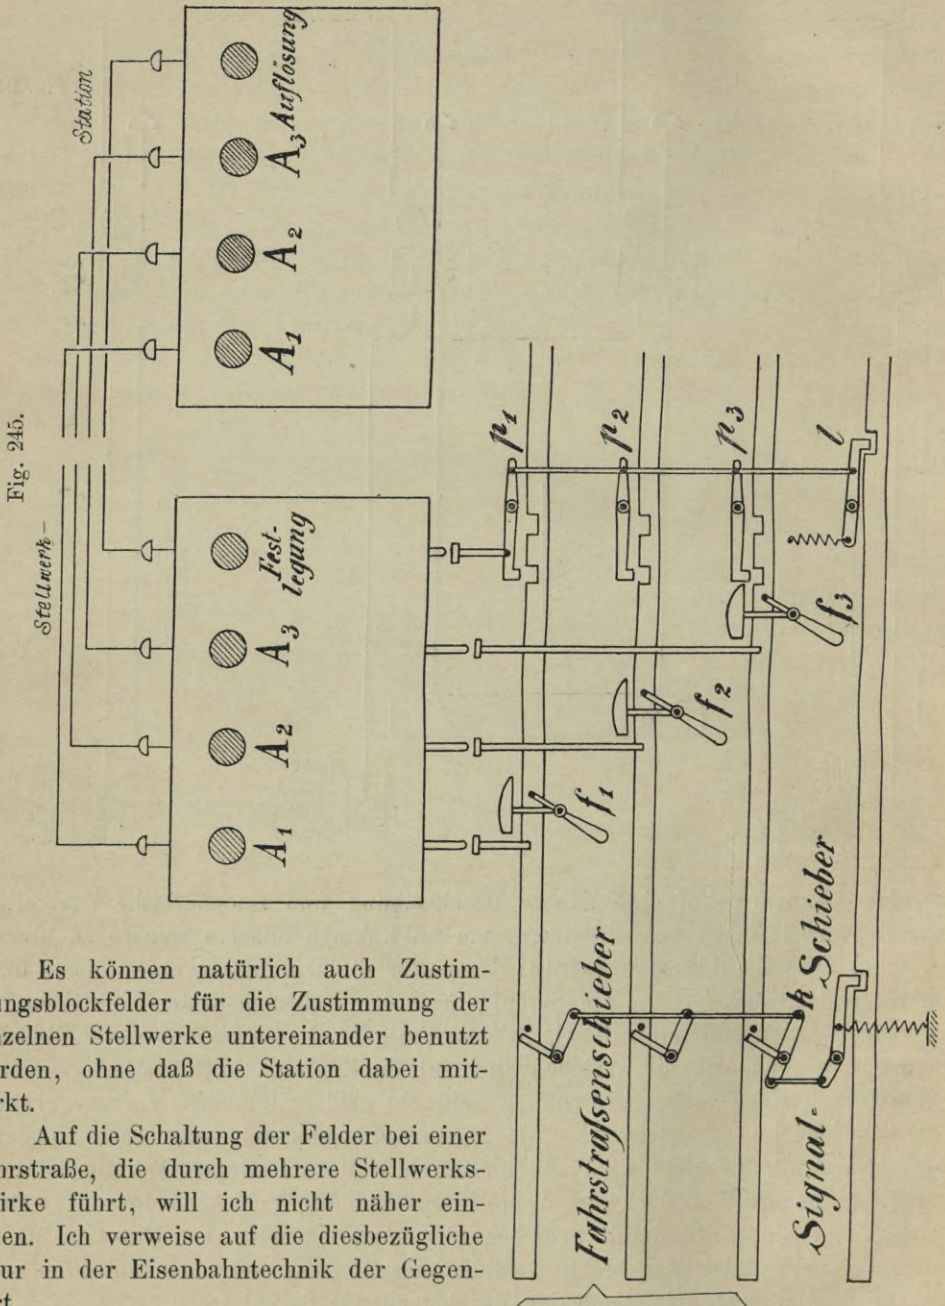 Fig. 245.
Stellwerk-
Station
A1
A2
A3
Fest-
legung
A1
A2
A3
Auflösung
p1
p2
p3
l
f1
f2
f3
k
Fahrstraßenschieber
Signal-Schieber
Es können natürlich auch Zustim-
ungsblockfelder für die Zustimmung der
nzelnen Stellwerke untereinander benutzt
rden, ohne daß die Station dabei mit-
rkt.
Auf die Schaltung der Felder bei einer
hrstraße, die durch mehrere Stellwerks-
irke führt, will ich nicht näher ein-
en. Ich verweise auf die diesbezügliche
ur in der Eisenbahntechnik der Gegen-
rt